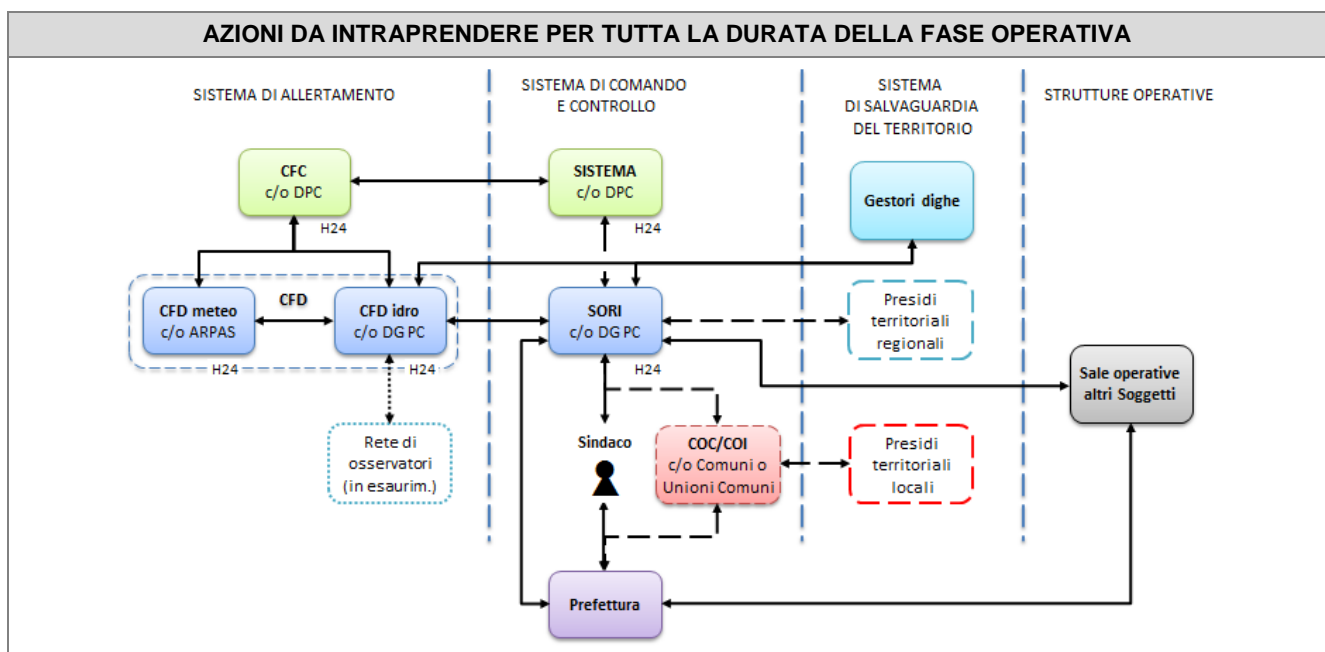 AZIONI DA INTRAPRENDERE PER TUTTA LA DURATA DELLA FASE OPERATIVA
SISTEMA DI ALLERTAMENTO
SISTEMA DI COMANDO
E CONTROLLO
SISTEMA
DI SALVAGUARDIA
DEL TERRITORIO
STRUTTURE OPERATIVE
CFC
c/o DPC
H24
SISTEMA
c/o DPC
H24
Gestori dighe
CFD meteo
c/o ARPAS
H24
CFD
CFD idro
c/o DG PC
H24
SORI
c/o DG PC
H24
Presidi
territoriali
regionali
Sale operative
altri Soggetti
Rete di
osservatori
(in esaurim.)
Sindaco
COC/COI
c/o Comuni o
Unioni Comuni
Presidi
territoriali
locali
Prefettura